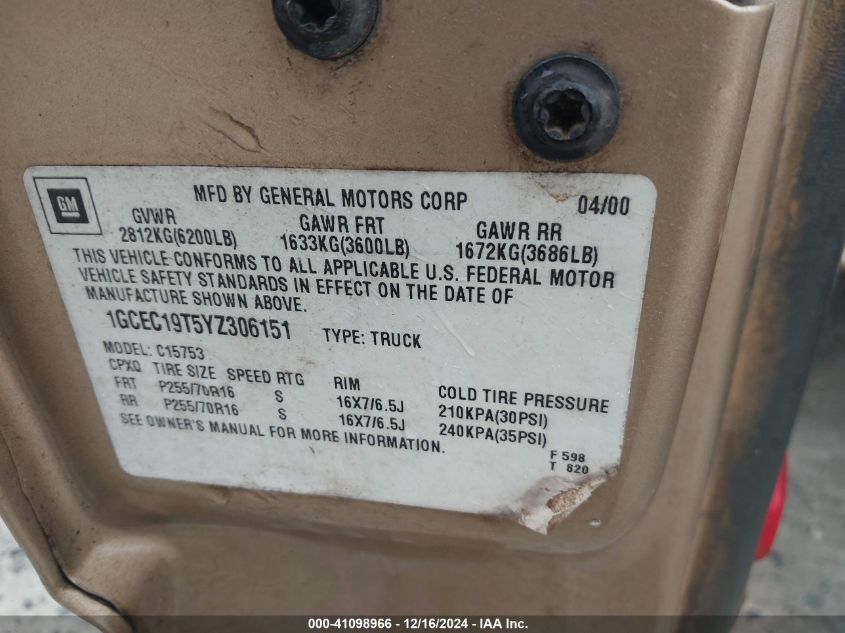 GM
MFD BY GENERAL MOTORS CORP 04/00
GVWR GAWR FRT GAWR RR
2812KG(6200LB) 1633KG(3600LB) 1672KG(3686LB)
THIS VEHICLE CONFORMS TO ALL APPLICABLE U.S. FEDERAL MOTOR
VEHICLE SAFETY STANDARDS IN EFFECT ON THE DATE OF
MANUFACTURE SHOWN ABOVE.
1GCEC19T5YZ306151 TYPE: TRUCK
MODEL: C15753
CPXQ TIRE SIZE SPEED RTG RIM COLD TIRE PRESSURE
FRT P255/70R16 S 16X7/6.5J 210KPA(30PSI)
RR P255/70R16 S 16X7/6.5J 240KPA(35PSI)
SEE OWNER'S MANUAL FOR MORE INFORMATION.
F 598
T 820
000-41098966 - 12/16/2024 - IAA Inc.